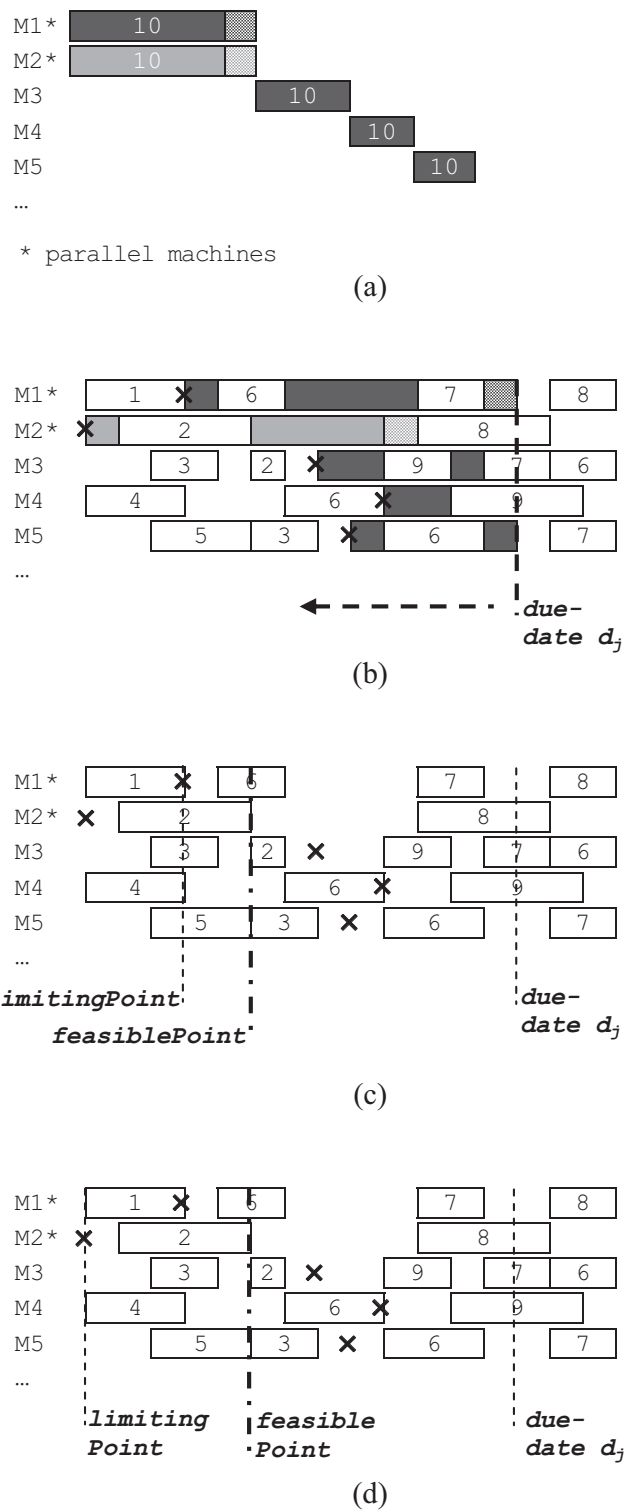 M1* 10
M2* 10
M3 10
M4 10
M5 10
…
* parallel machines
(a)
M1* 1 6 7 8
M2* 2 8
M3 3 2 9 7 6
M4 4 6 9
M5 5 3 6 7
…
due-
date dj
(b)
M1* 1 6 7 8
M2* 2 8
M3 3 2 9 7 6
M4 4 6 9
M5 5 3 6 7
…
imitingPoint
feasiblePoint
due-
date dj
(c)
M1* 1 6 7 8
M2* 2 8
M3 3 2 9 7 6
M4 4 6 9
M5 5 3 6 7
…
limiting feasible due-
Point Point date dj
(d)